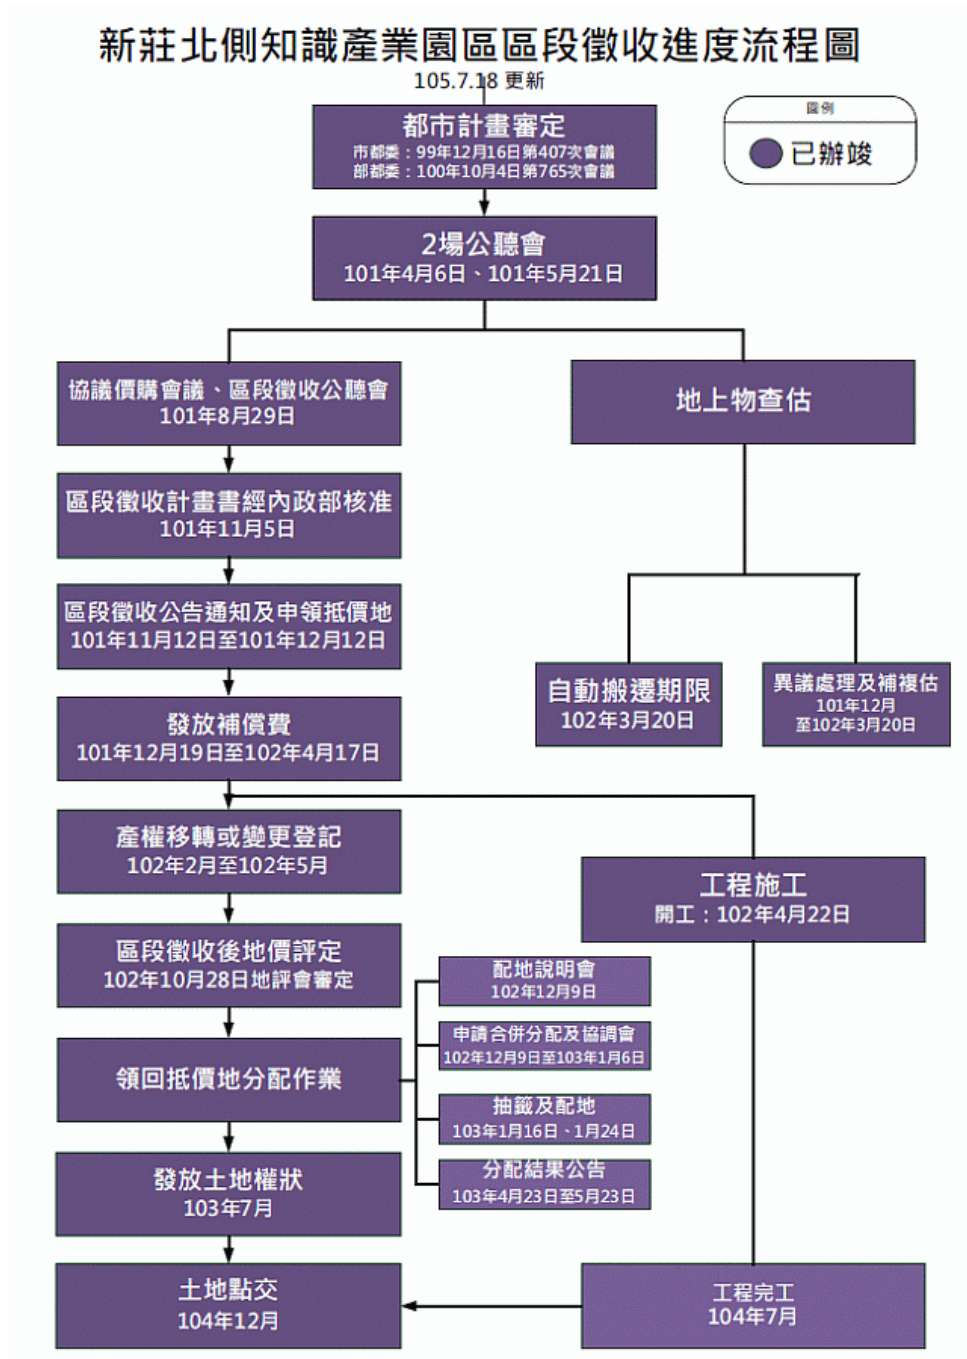 新莊北側知識產業園區區段徵收進度流程圖
105.7.18 更新
圖例
已辦竣
都市計畫審定
市都委：99年12月16日第407次會議
部都委：100年10月4日第765次會議
2場公聽會
101年4月6日、101年5月21日
協議價購會議、區段徵收公聽會
101年8月29日
地上物查估
區段徵收計畫書經內政部核准
101年11月5日
區段徵收公告通知及申領抵價地
101年11月12日至101年12月12日
自動搬遷期限
102年3月20日
異議處理及補複估
101年12月
至102年3月20日
發放補償費
101年12月19日至102年4月17日
產權移轉或變更登記
102年2月至102年5月
工程施工
開工：102年4月22日
區段徵收後地價評定
102年10月28日地評會審定
配地說明會
102年12月9日
申請合併分配及協調會
102年12月9日至103年1月6日
領回抵價地分配作業
抽籤及配地
103年1月16日、1月24日
分配結果公告
103年4月23日至5月23日
發放土地權狀
103年7月
土地點交
104年12月
工程完工
104年7月